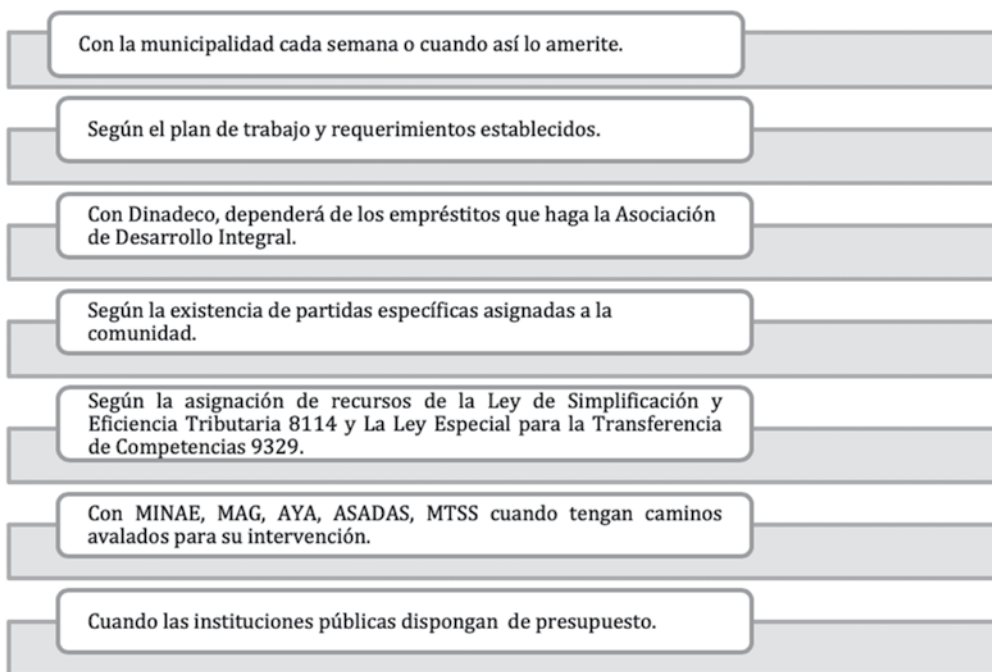 Con la municipalidad cada semana o cuando así lo amerite.
Según el plan de trabajo y requerimientos establecidos.
Con Dinadeco, dependerá de los empréstitos que haga la Asociación
de Desarrollo Integral.
Según la existencia de partidas específicas asignadas a la
comunidad.
Según la asignación de recursos de la Ley de Simplificación y
Eficiencia Tributaria 8114 y La Ley Especial para la Transferencia
de Competencias 9329.
Con MINAE, MAG, AYA, ASADAS, MTSS cuando tengan caminos
avalados para su intervención.
Cuando las instituciones públicas dispongan de presupuesto.